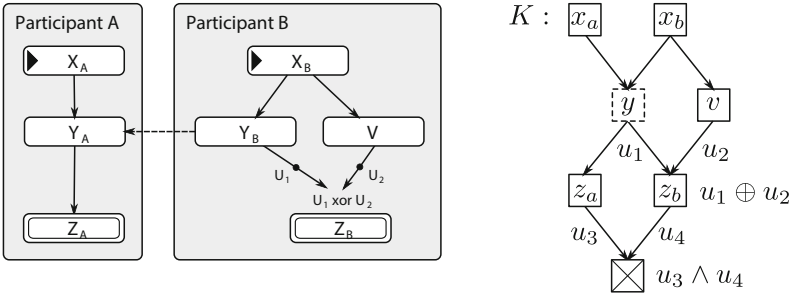 Participant A
Participant B
X_A
X_B
Y_A
Y_B
V
U_1
U_2
U_1 xor U_2
Z_A
Z_B
K :
x_a
x_b
y
v
u_1
u_2
z_a
z_b
u_1 ⊕ u_2
u_3
u_4
u_3 ∧ u_4